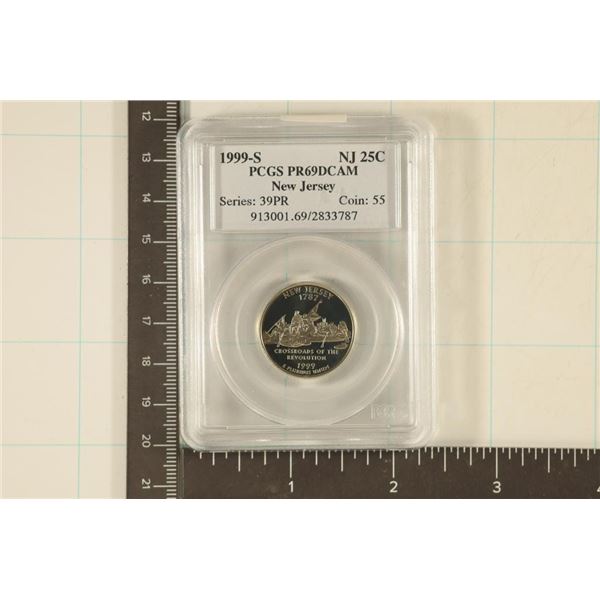 1999-S NJ 25C
PCGS PR69DCAM
New Jersey
Series: 39PR Coin: 55
913001.69/2833787
NEW JERSEY
1787
CROSSROADS OF THE
REVOLUTION
1999
E PLURIBUS UNUM
12
13
14
15
16
17
18
19
20
21
1 2 3 4